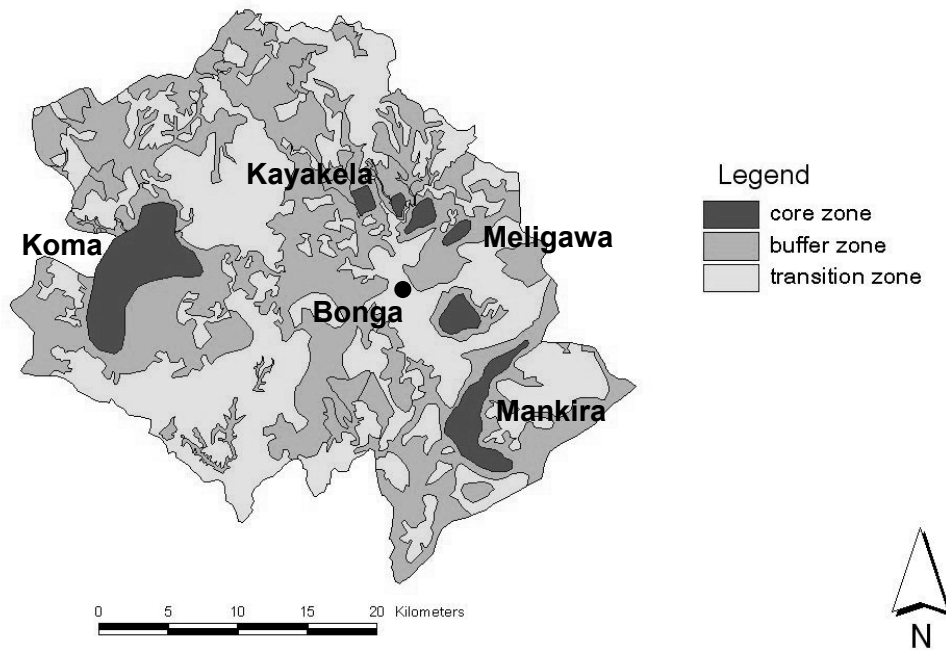 Kayakela
Koma
Meligawa
Bonga
Mankira
Legend
core zone
buffer zone
transition zone
0 5 10 15 20 Kilometers
N